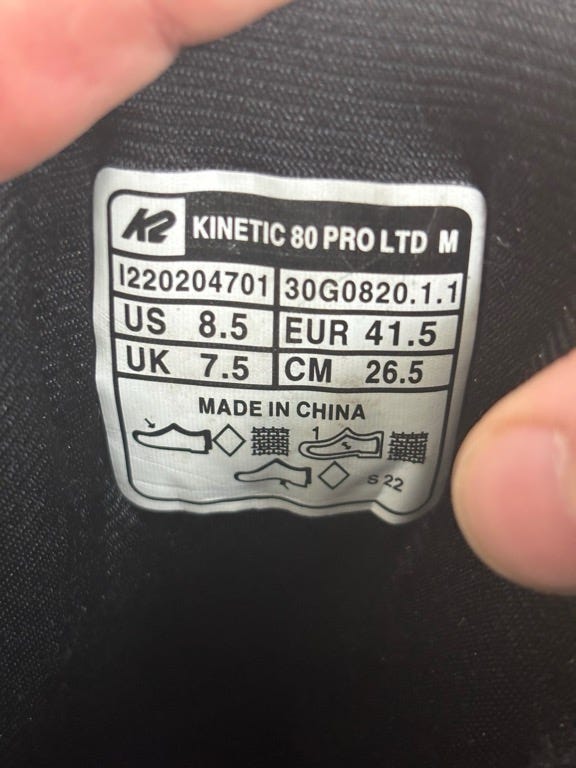 K2 KINETIC 80 PRO LTD M
I220204701 30G0820.1.1
US 8.5 EUR 41.5
UK 7.5 CM 26.5
MADE IN CHINA
1
S 22